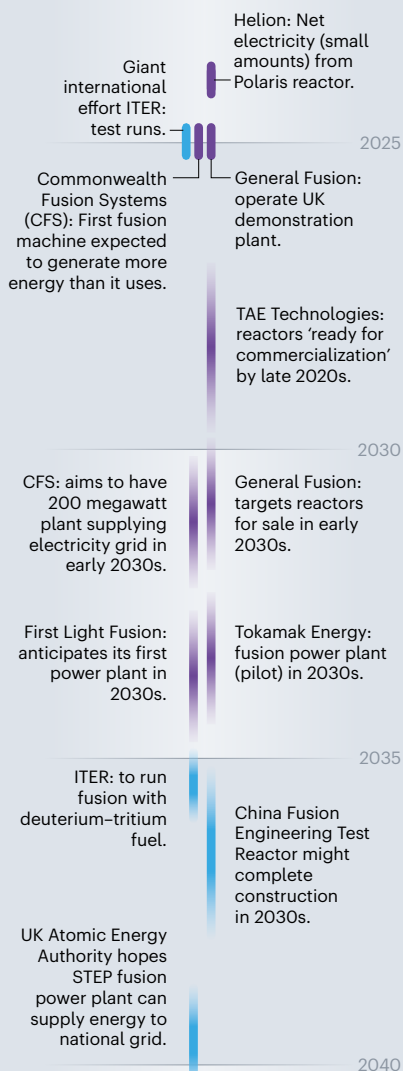 Helion: Net
electricity (small
amounts) from
Polaris reactor.
Giant
international
effort ITER:
test runs.
2025
Commonwealth
Fusion Systems
(CFS): First fusion
machine expected
to generate more
energy than it uses.
General Fusion:
operate UK
demonstration
plant.
TAE Technologies:
reactors ‘ready for
commercialization’
by late 2020s.
2030
CFS: aims to have
200 megawatt
plant supplying
electricity grid in
early 2030s.
General Fusion:
targets reactors
for sale in early
2030s.
First Light Fusion:
anticipates its first
power plant in
2030s.
Tokamak Energy:
fusion power plant
(pilot) in 2030s.
2035
ITER: to run
fusion with
deuterium–tritium
fuel.
China Fusion
Engineering Test
Reactor might
complete
construction
in 2030s.
UK Atomic Energy
Authority hopes
STEP fusion
power plant can
supply energy to
national grid.
2040